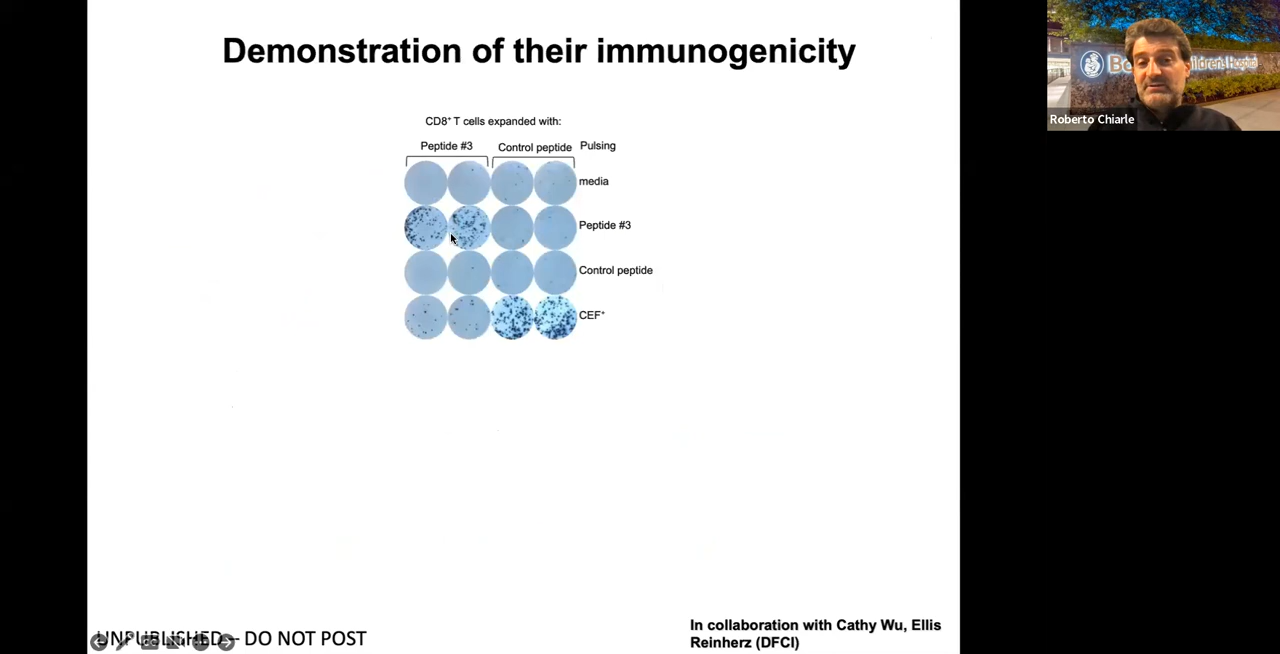 Demonstration of their immunogenicity
CD8⁺ T cells expanded with:
Peptide #3 Control peptide Pulsing
media
Peptide #3
Control peptide
CEF⁺
UNPUBLISHED – DO NOT POST
In collaboration with Cathy Wu, Ellis
Reinherz (DFCI)
Roberto Chiarle